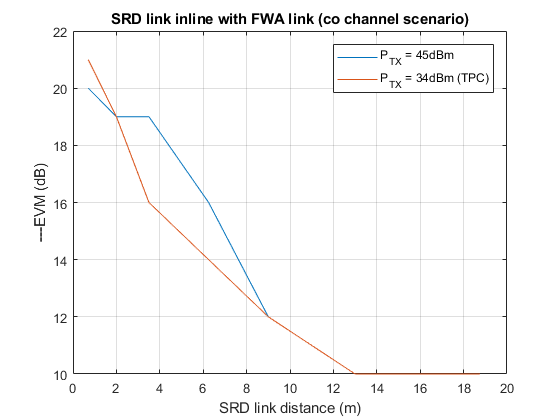 SRD link inline with FWA link (co channel scenario)
22
20
18
16
14
12
10
---EVM (dB)
P_TX = 45dBm
P_TX = 34dBm (TPC)
0 2 4 6 8 10 12 14 16 18 20
SRD link distance (m)